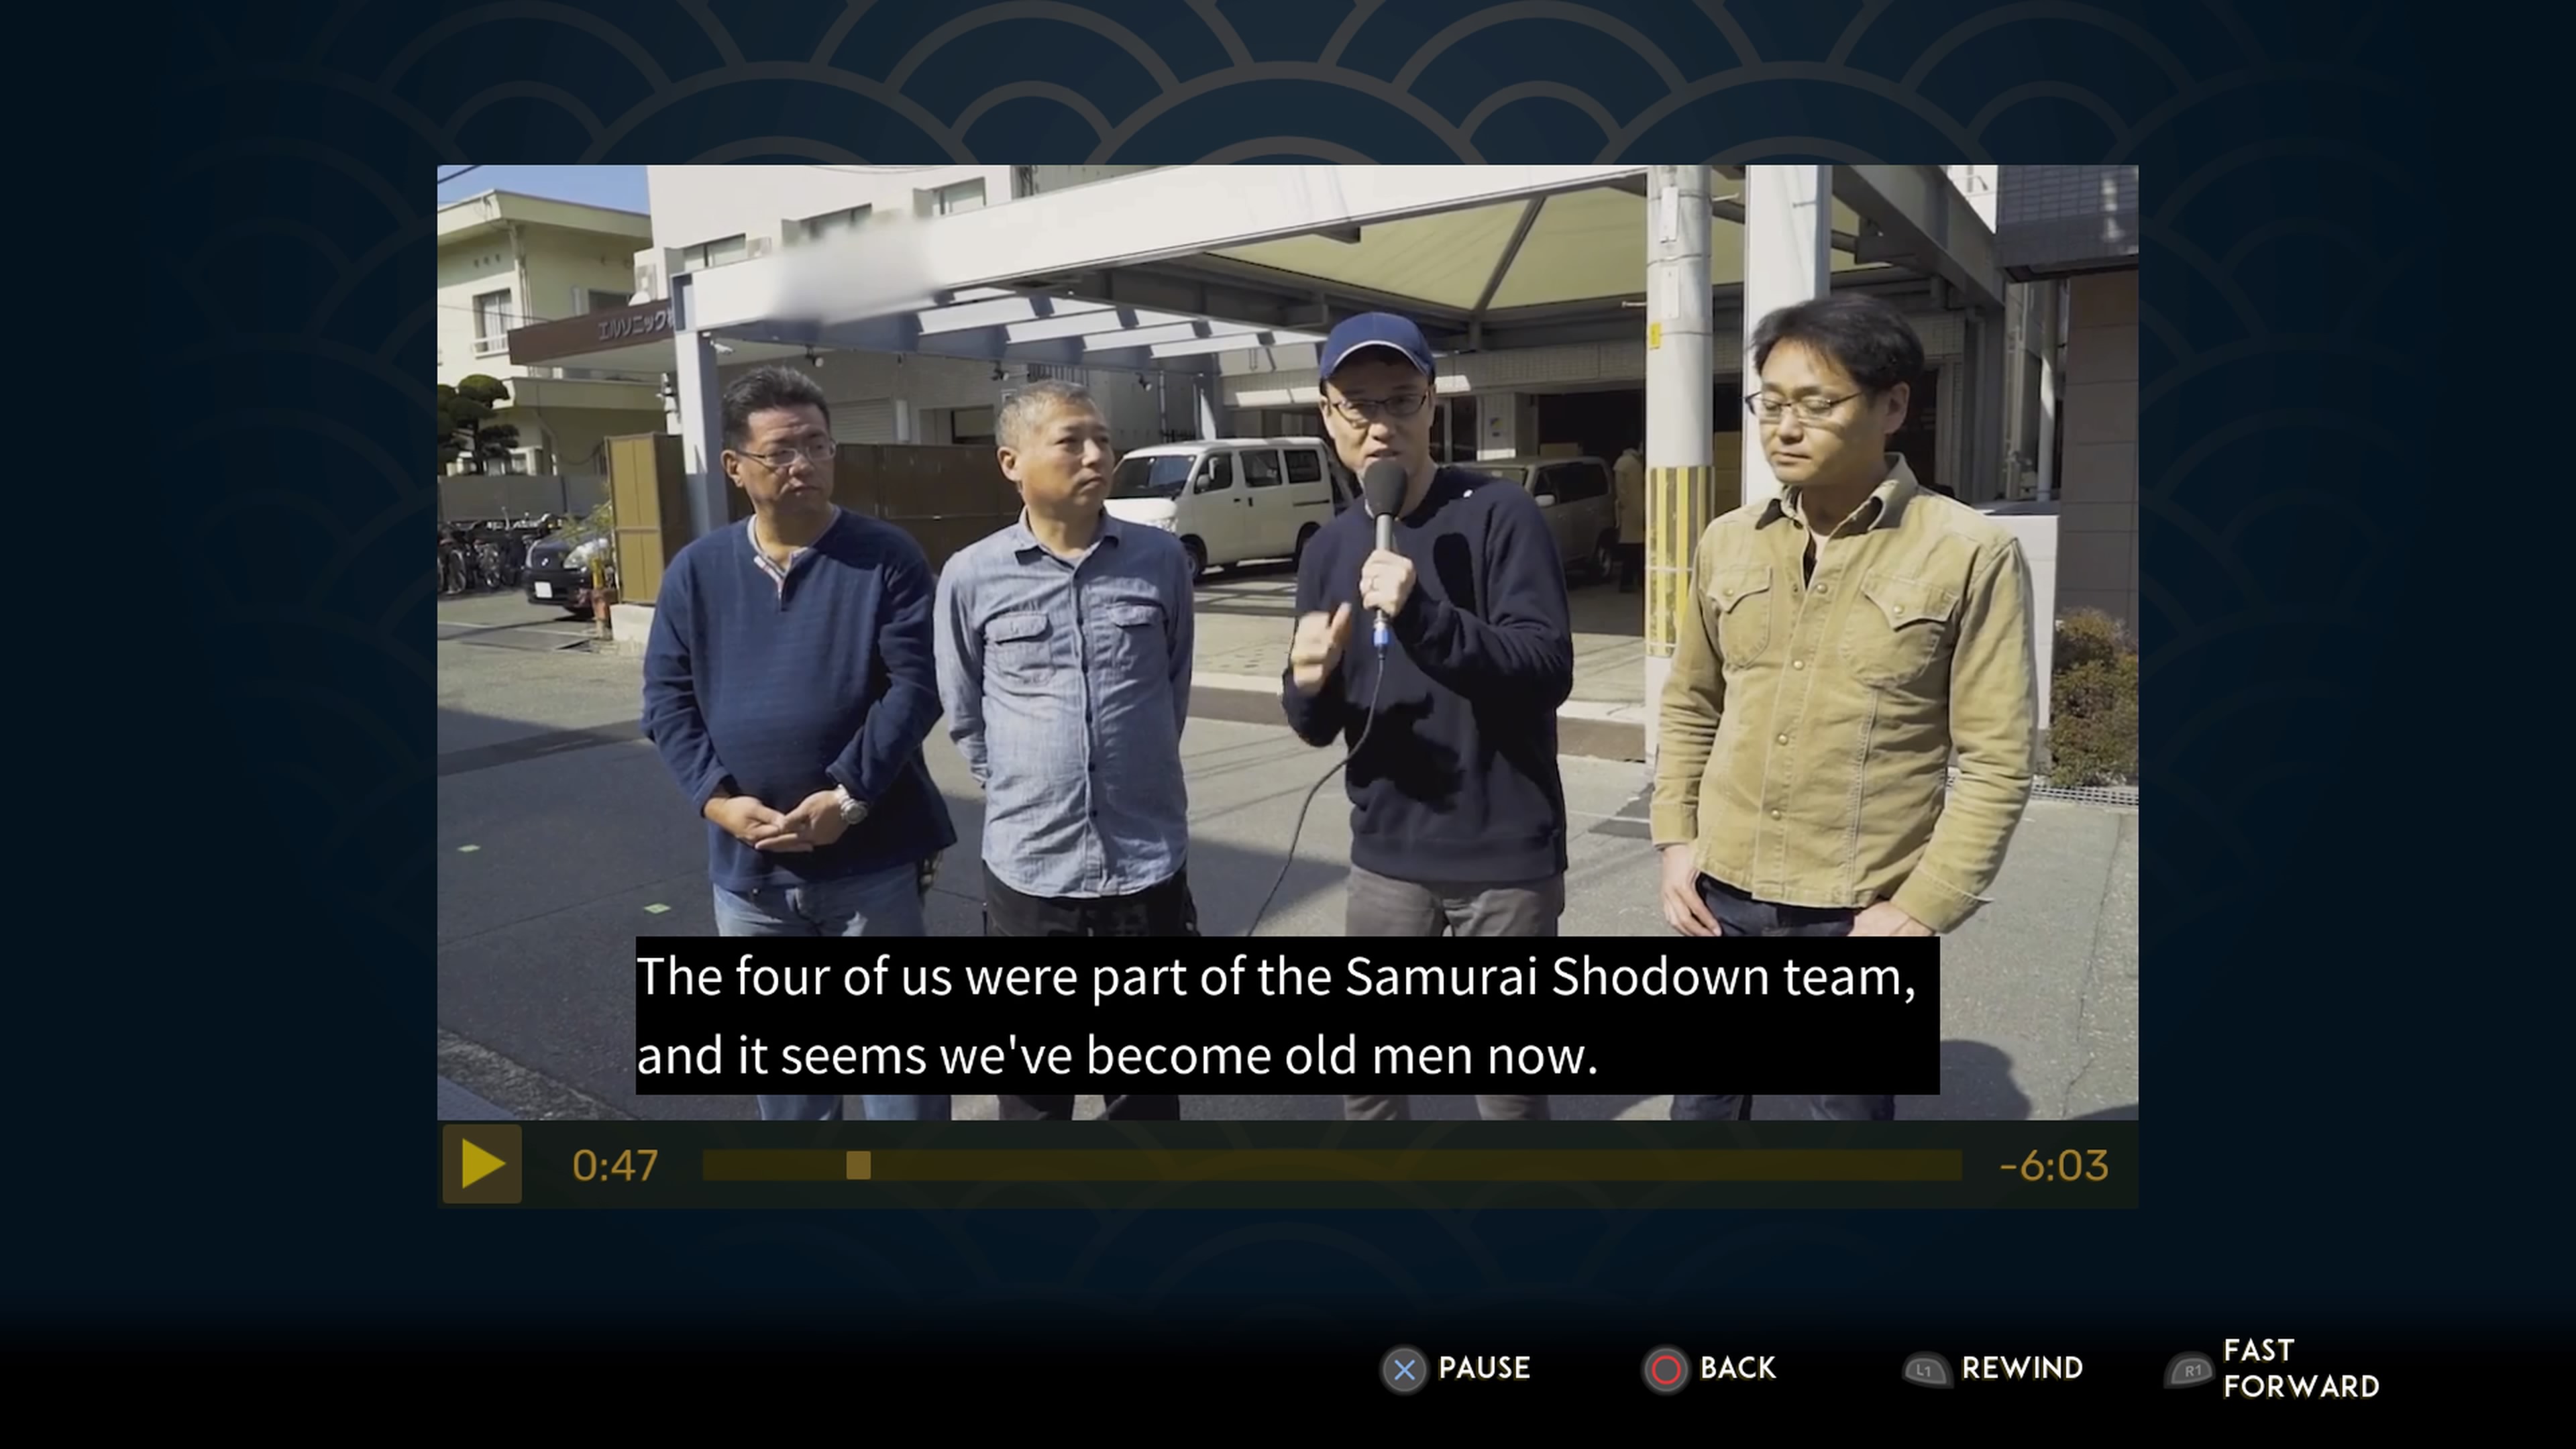 エルソニック
The four of us were part of the Samurai Shodown team,
and it seems we've become old men now.
0:47
-6:03
PAUSE
BACK
L1 REWIND
R1 FAST
FORWARD